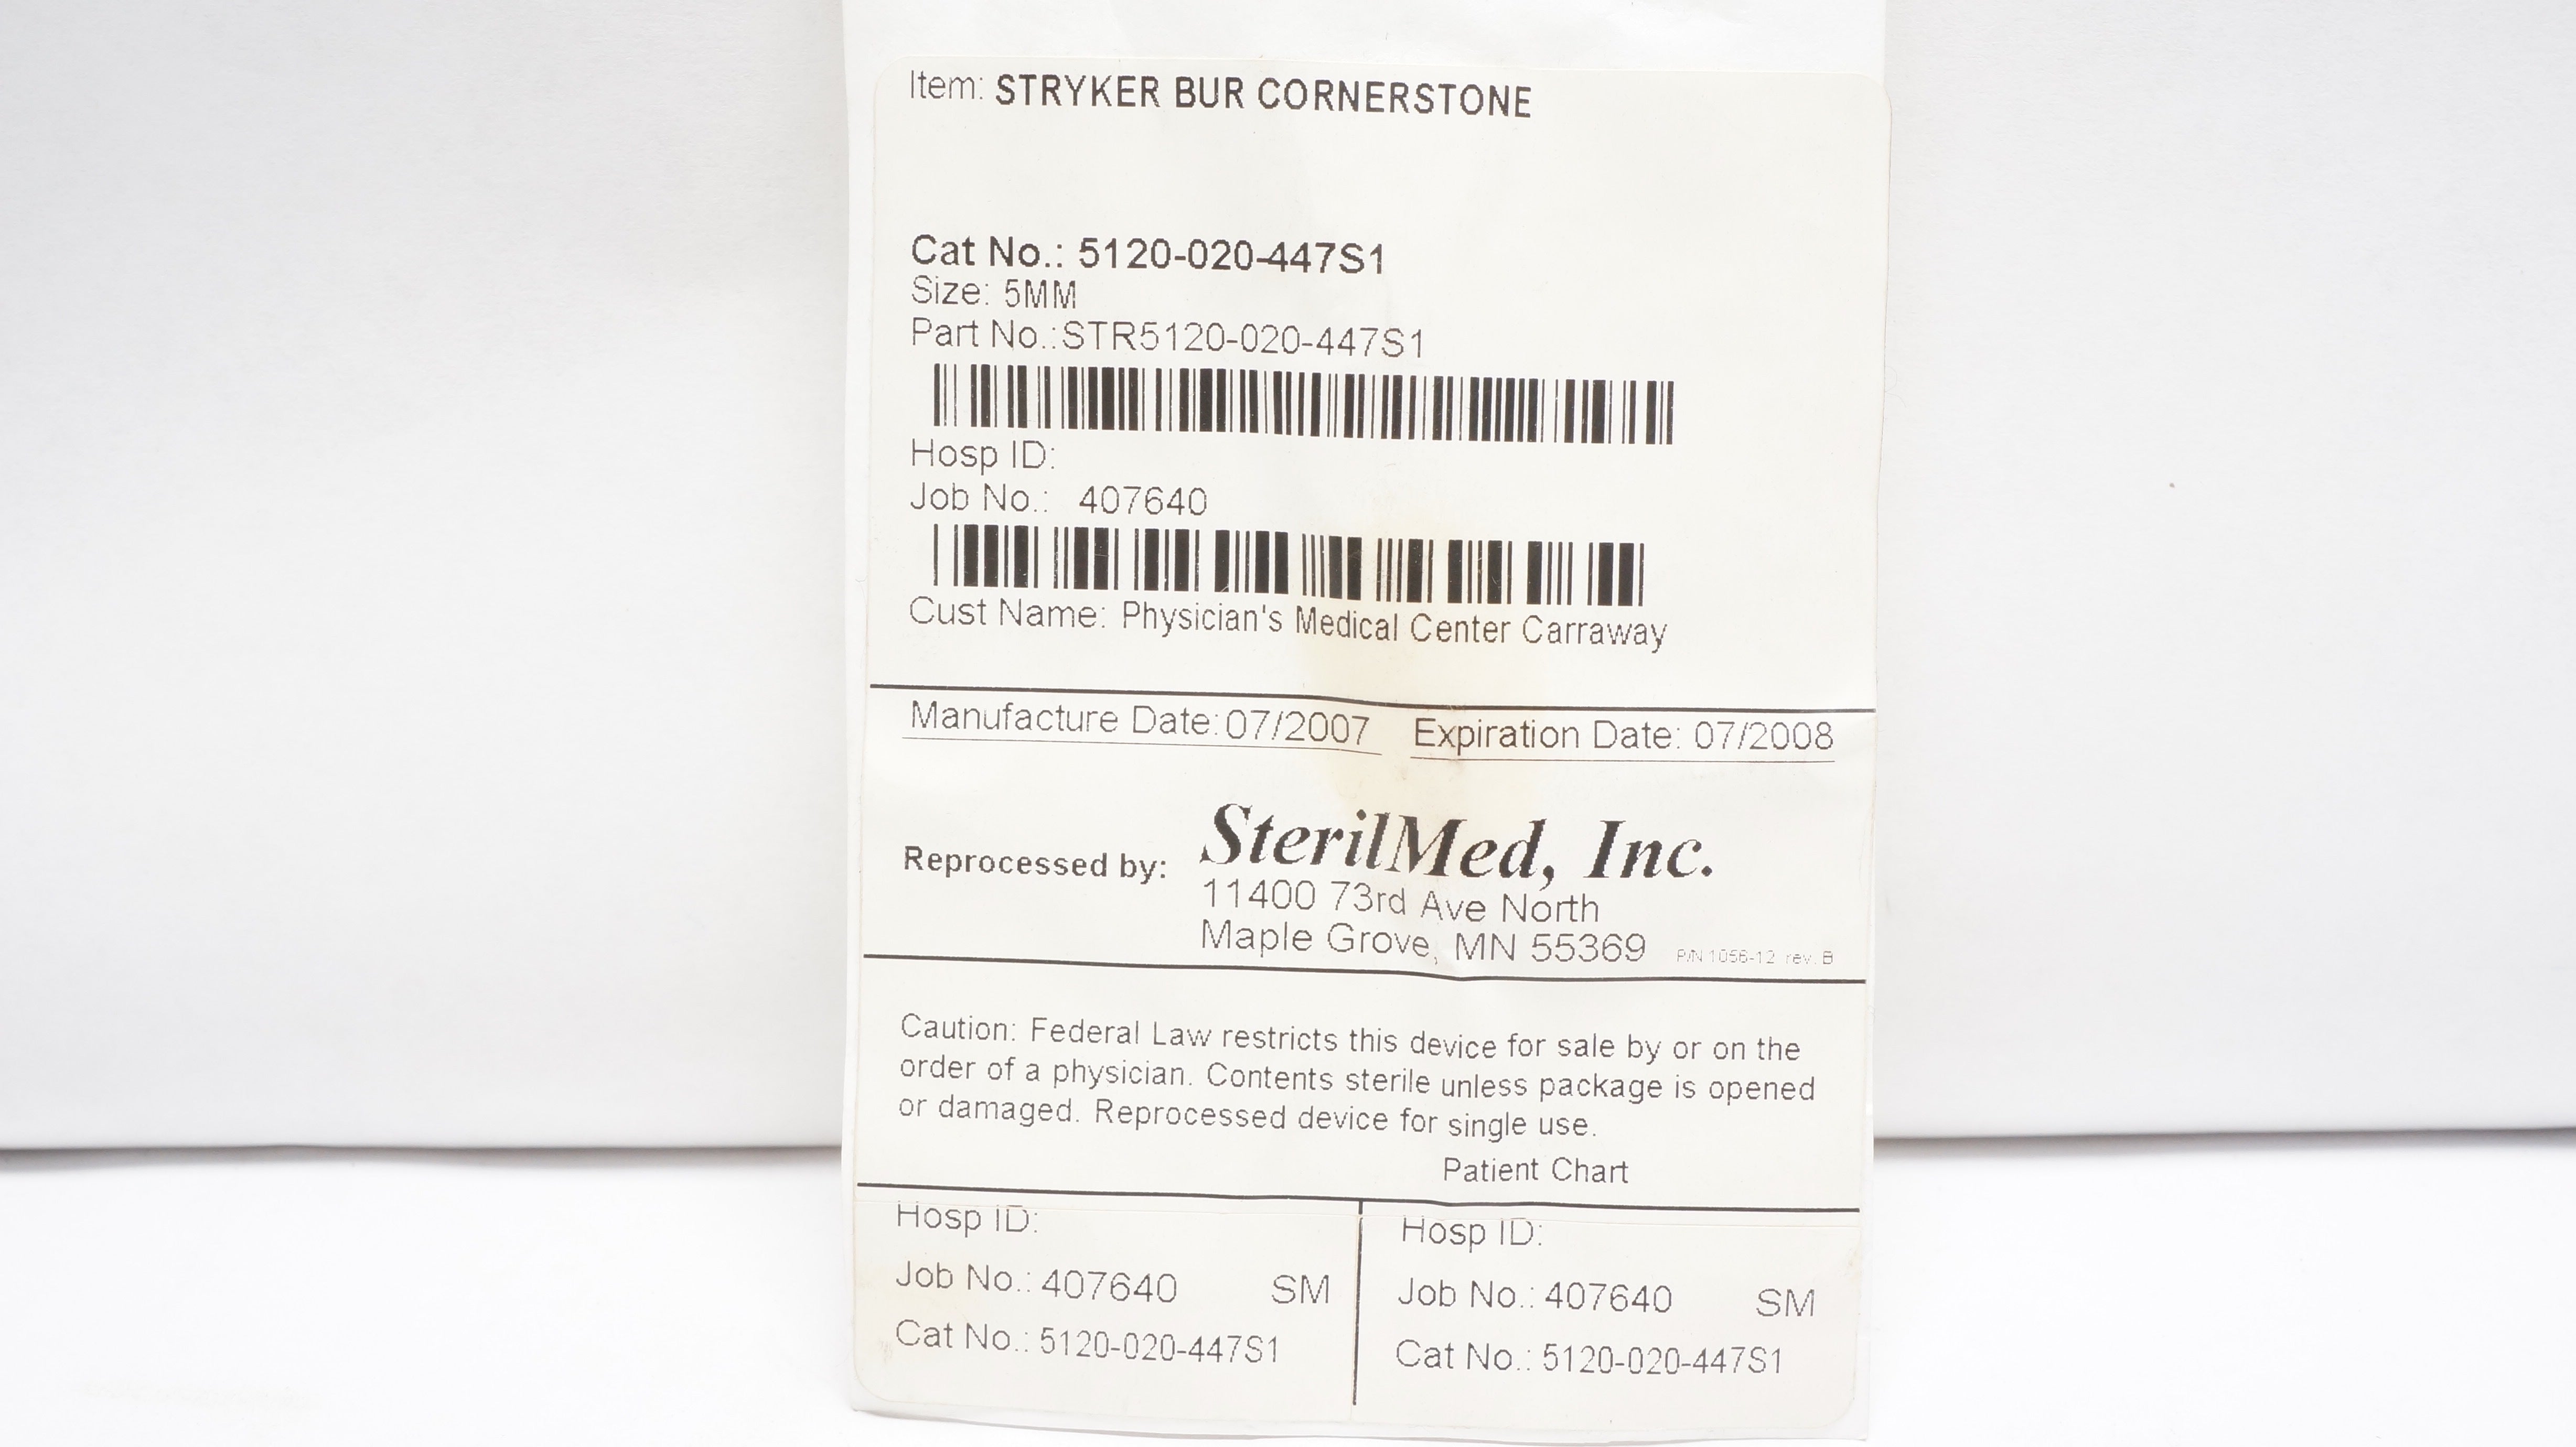 Item: STRYKER BUR CORNERSTONE
Cat No.: 5120-020-447S1
Size: 5MM
Part No.:STR5120-020-447S1
Hosp ID:
Job No.: 407640
Cust Name: Physician's Medical Center Carraway
Manufacture Date: 07/2007 Expiration Date: 07/2008
Reprocessed by: SterilMed, Inc.
11400 73rd Ave North
Maple Grove, MN 55369 P/N 1056-12 rev. B
Caution: Federal Law restricts this device for sale by or on the
order of a physician. Contents sterile unless package is opened
or damaged. Reprocessed device for single use.
Patient Chart
Hosp ID:
Job No.: 407640 SM
Cat No.: 5120-020-447S1
Hosp ID:
Job No.: 407640 SM
Cat No.: 5120-020-447S1